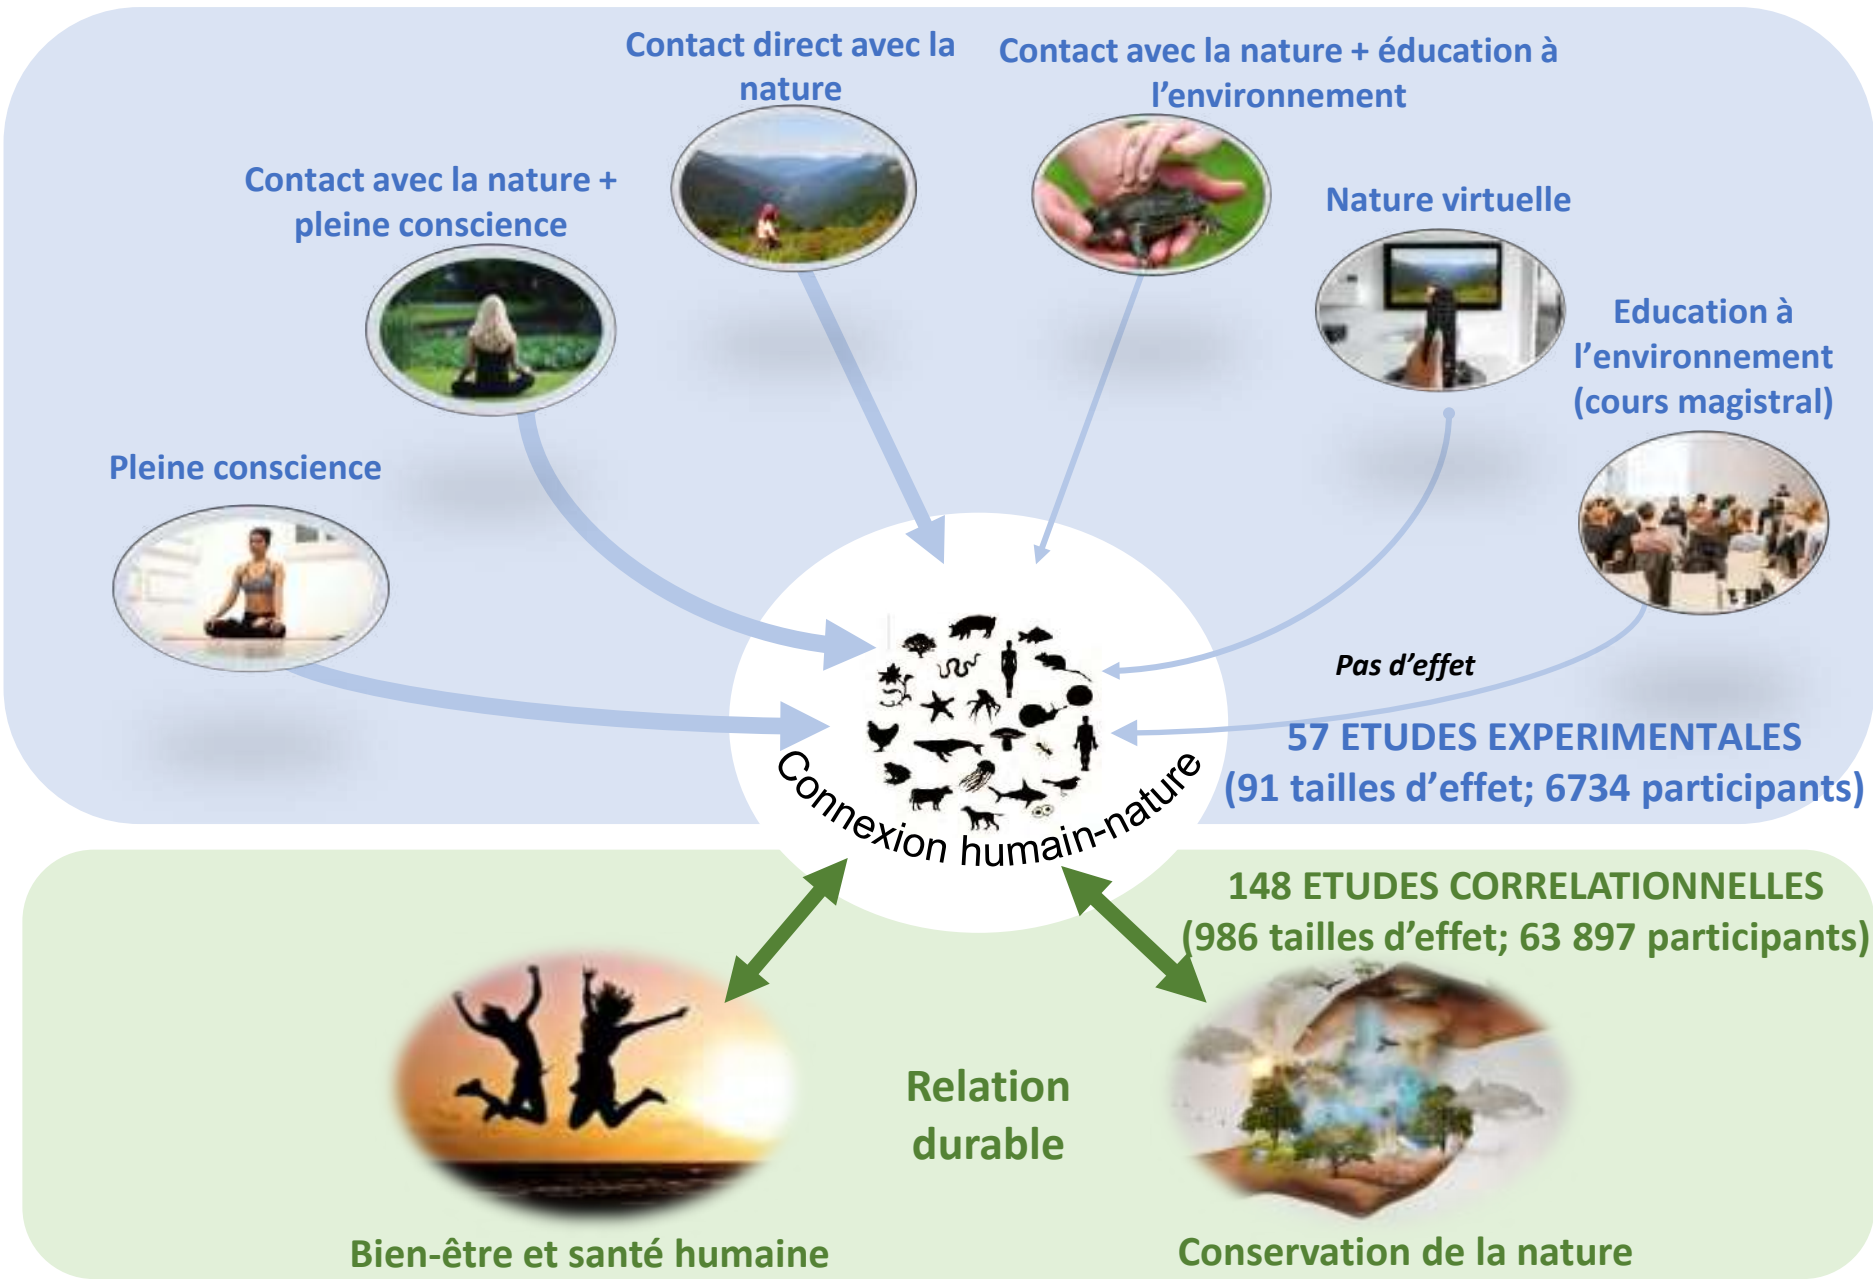 Contact direct avec la
nature
Contact avec la nature + éducation à
l’environnement
Contact avec la nature +
pleine conscience
Nature virtuelle
Education à
l’environnement
(cours magistral)
Pleine conscience
Pas d’effet
57 ETUDES EXPERIMENTALES
(91 tailles d’effet; 6734 participants)
Connexion humain-nature
148 ETUDES CORRELATIONNELLES
(986 tailles d’effet; 63 897 participants)
Relation
durable
Bien-être et santé humaine
Conservation de la nature